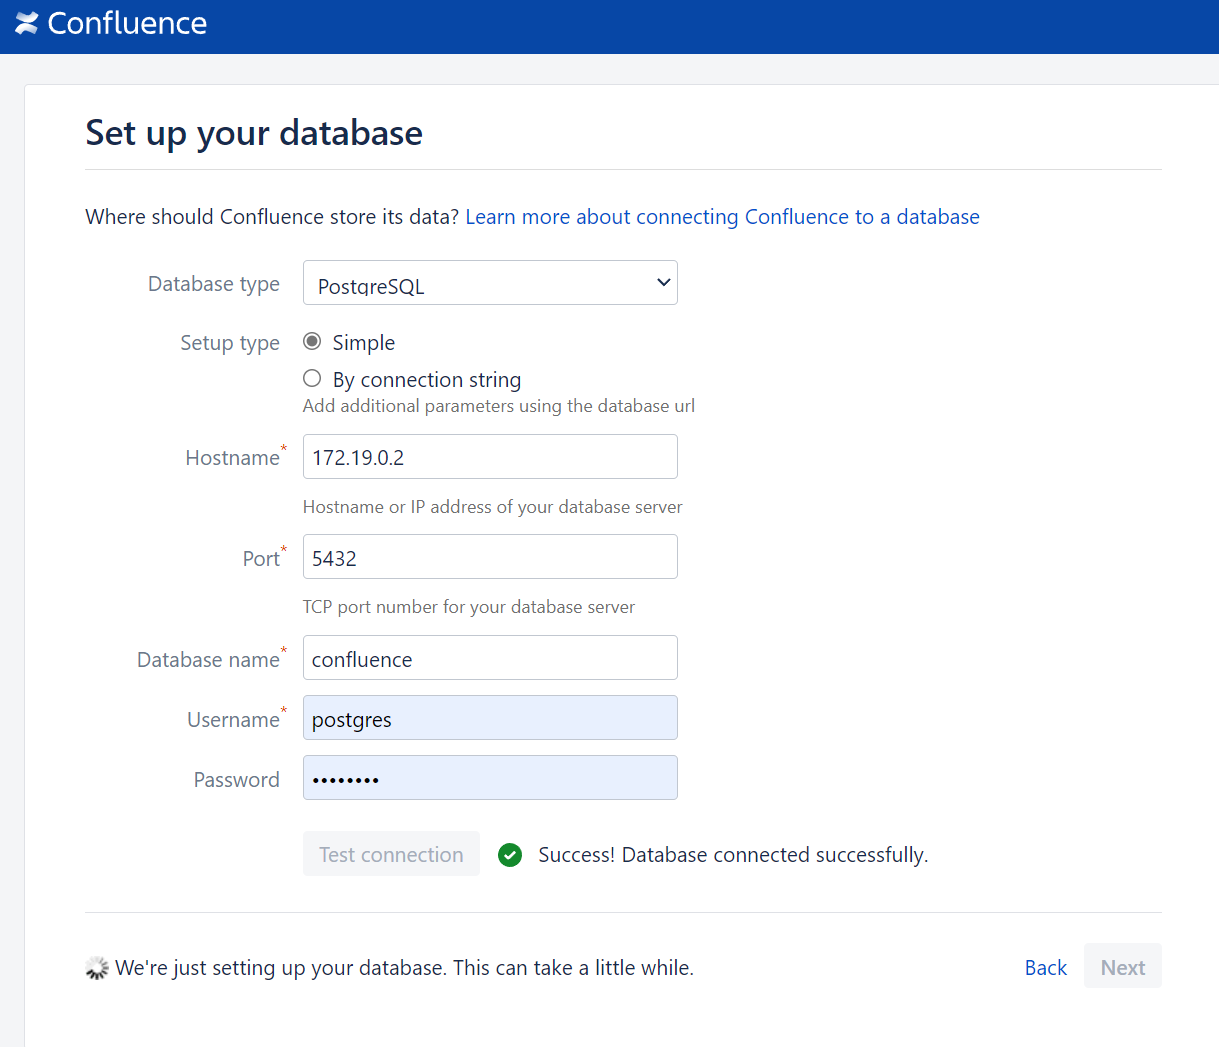 Confluence
Set up your database
Where should Confluence store its data? Learn more about connecting Confluence to a database
Database type PostgreSQL
Setup type Simple
By connection string
Add additional parameters using the database url
Hostname* 172.19.0.2
Hostname or IP address of your database server
Port* 5432
TCP port number for your database server
Database name* confluence
Username* postgres
Password ••••••••
Test connection Success! Database connected successfully.
We're just setting up your database. This can take a little while. Back Next